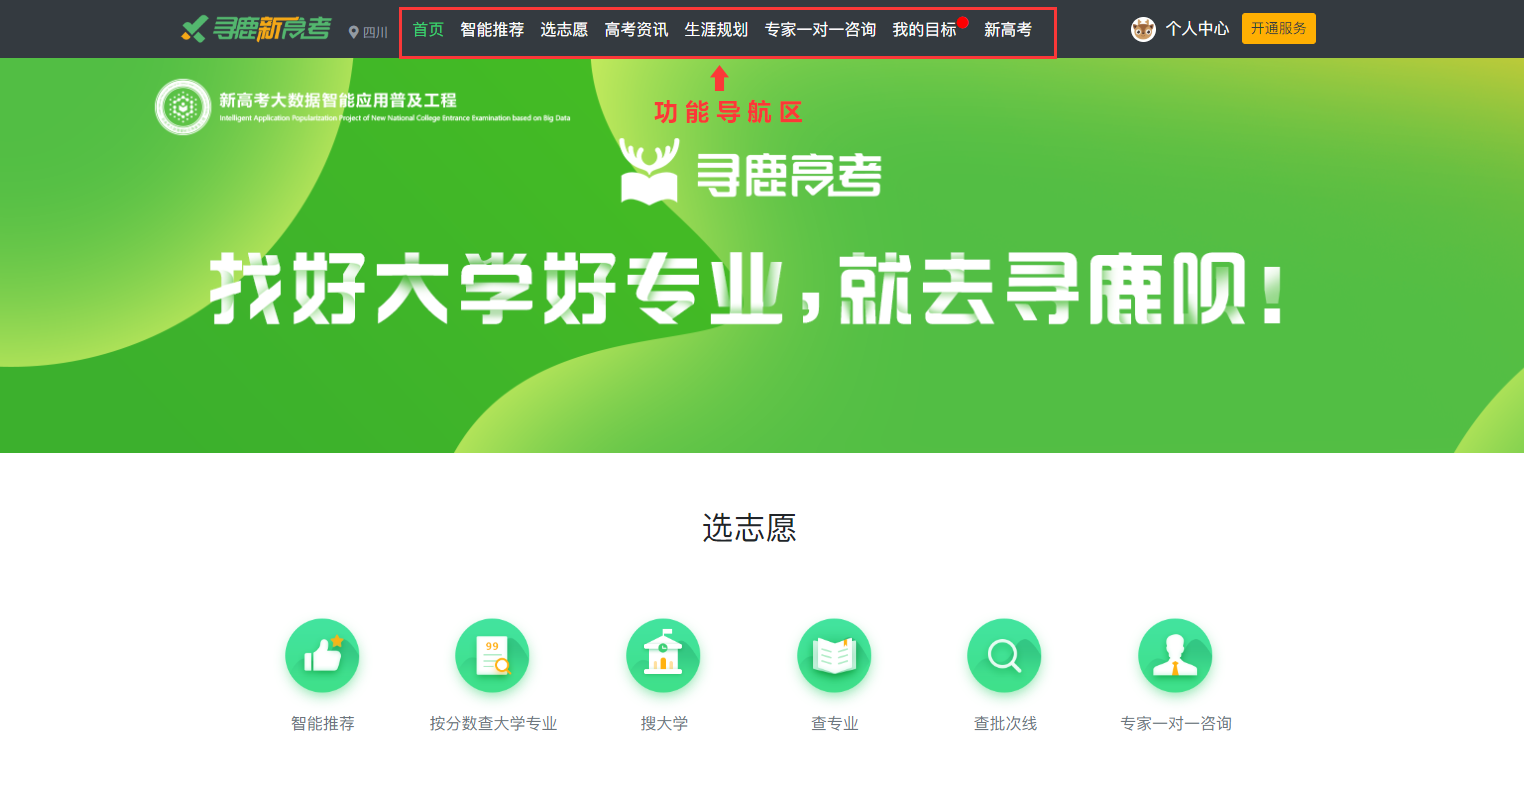 寻鹿新高考 四川 首页 智能推荐 选志愿 高考资讯 生涯规划 专家一对一咨询 我的目标 新高考 个人中心 开通服务
功能导航区
新高考大数据智能应用普及工程
Intelligent Application Popularization Project of New National College Entrance Examination based on Big Data
寻鹿高考
找好大学好专业,就去寻鹿呗!
选志愿
99
智能推荐 按分数查大学专业 搜大学 查专业 查批次线 专家一对一咨询